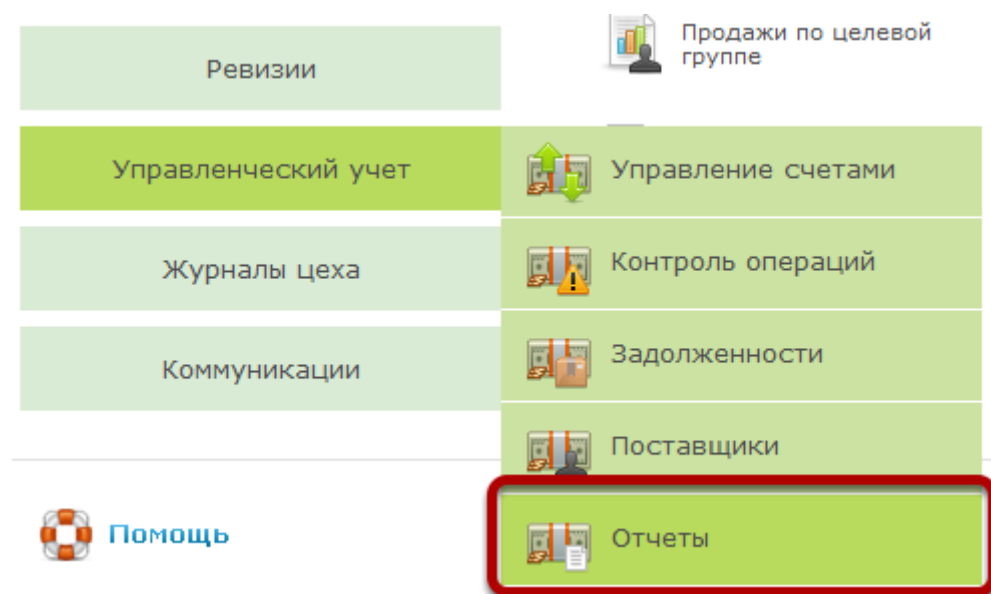 Продажи по целевой
группе
Ревизии
Управленческий учет
Журналы цеха
Коммуникации
Управление счетами
Контроль операций
Задолженности
Поставщики
Отчеты
Помощь